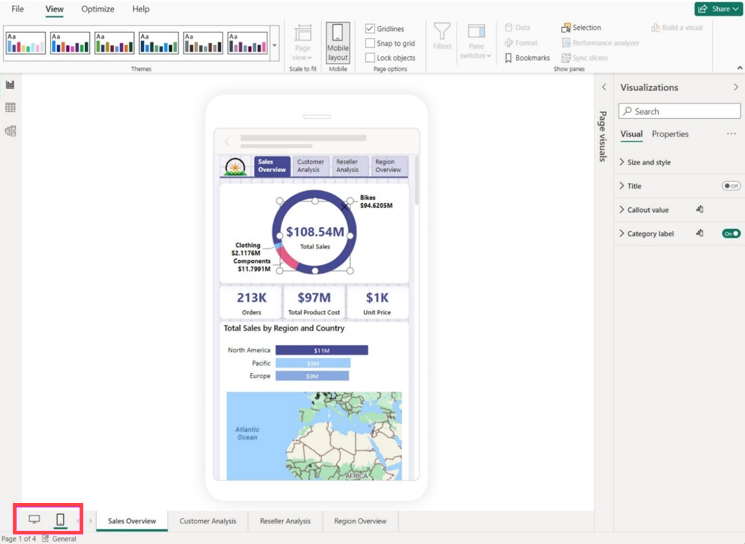 File View Optimize Help Share
Aa Aa Aa Aa Aa Aa
Page view
Mobile layout
Gridlines
Snap to grid
Lock objects
Filters
Pane switcher
Data
Format
Bookmarks
Selection
Performance analyzer
Sync slicers
Build a visual
Themes Scale to fit Mobile Page options Show panes
Page visuals
Visualizations
Search
Visual Properties
Size and style
Title Off
Callout value
Category label On
Sales Overview
Customer Analysis
Reseller Analysis
Region Overview
Bikes
$94.6205M
$108.54M
Total Sales
Clothing
$2.1176M
Components
$11.7991M
213K $97M $1K
Orders Total Product Cost Unit Price
Total Sales by Region and Country
North America $11M
Pacific $9M
Europe $9M
Atlantic
Ocean
AFRICA
Sales Overview Customer Analysis Reseller Analysis Region Overview
Page 1 of 4 General